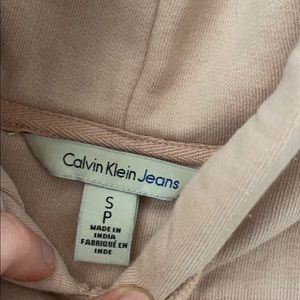 Calvin Klein Jeans
S
P
MADE IN
INDIA
FABRIQUÉ EN
INDE